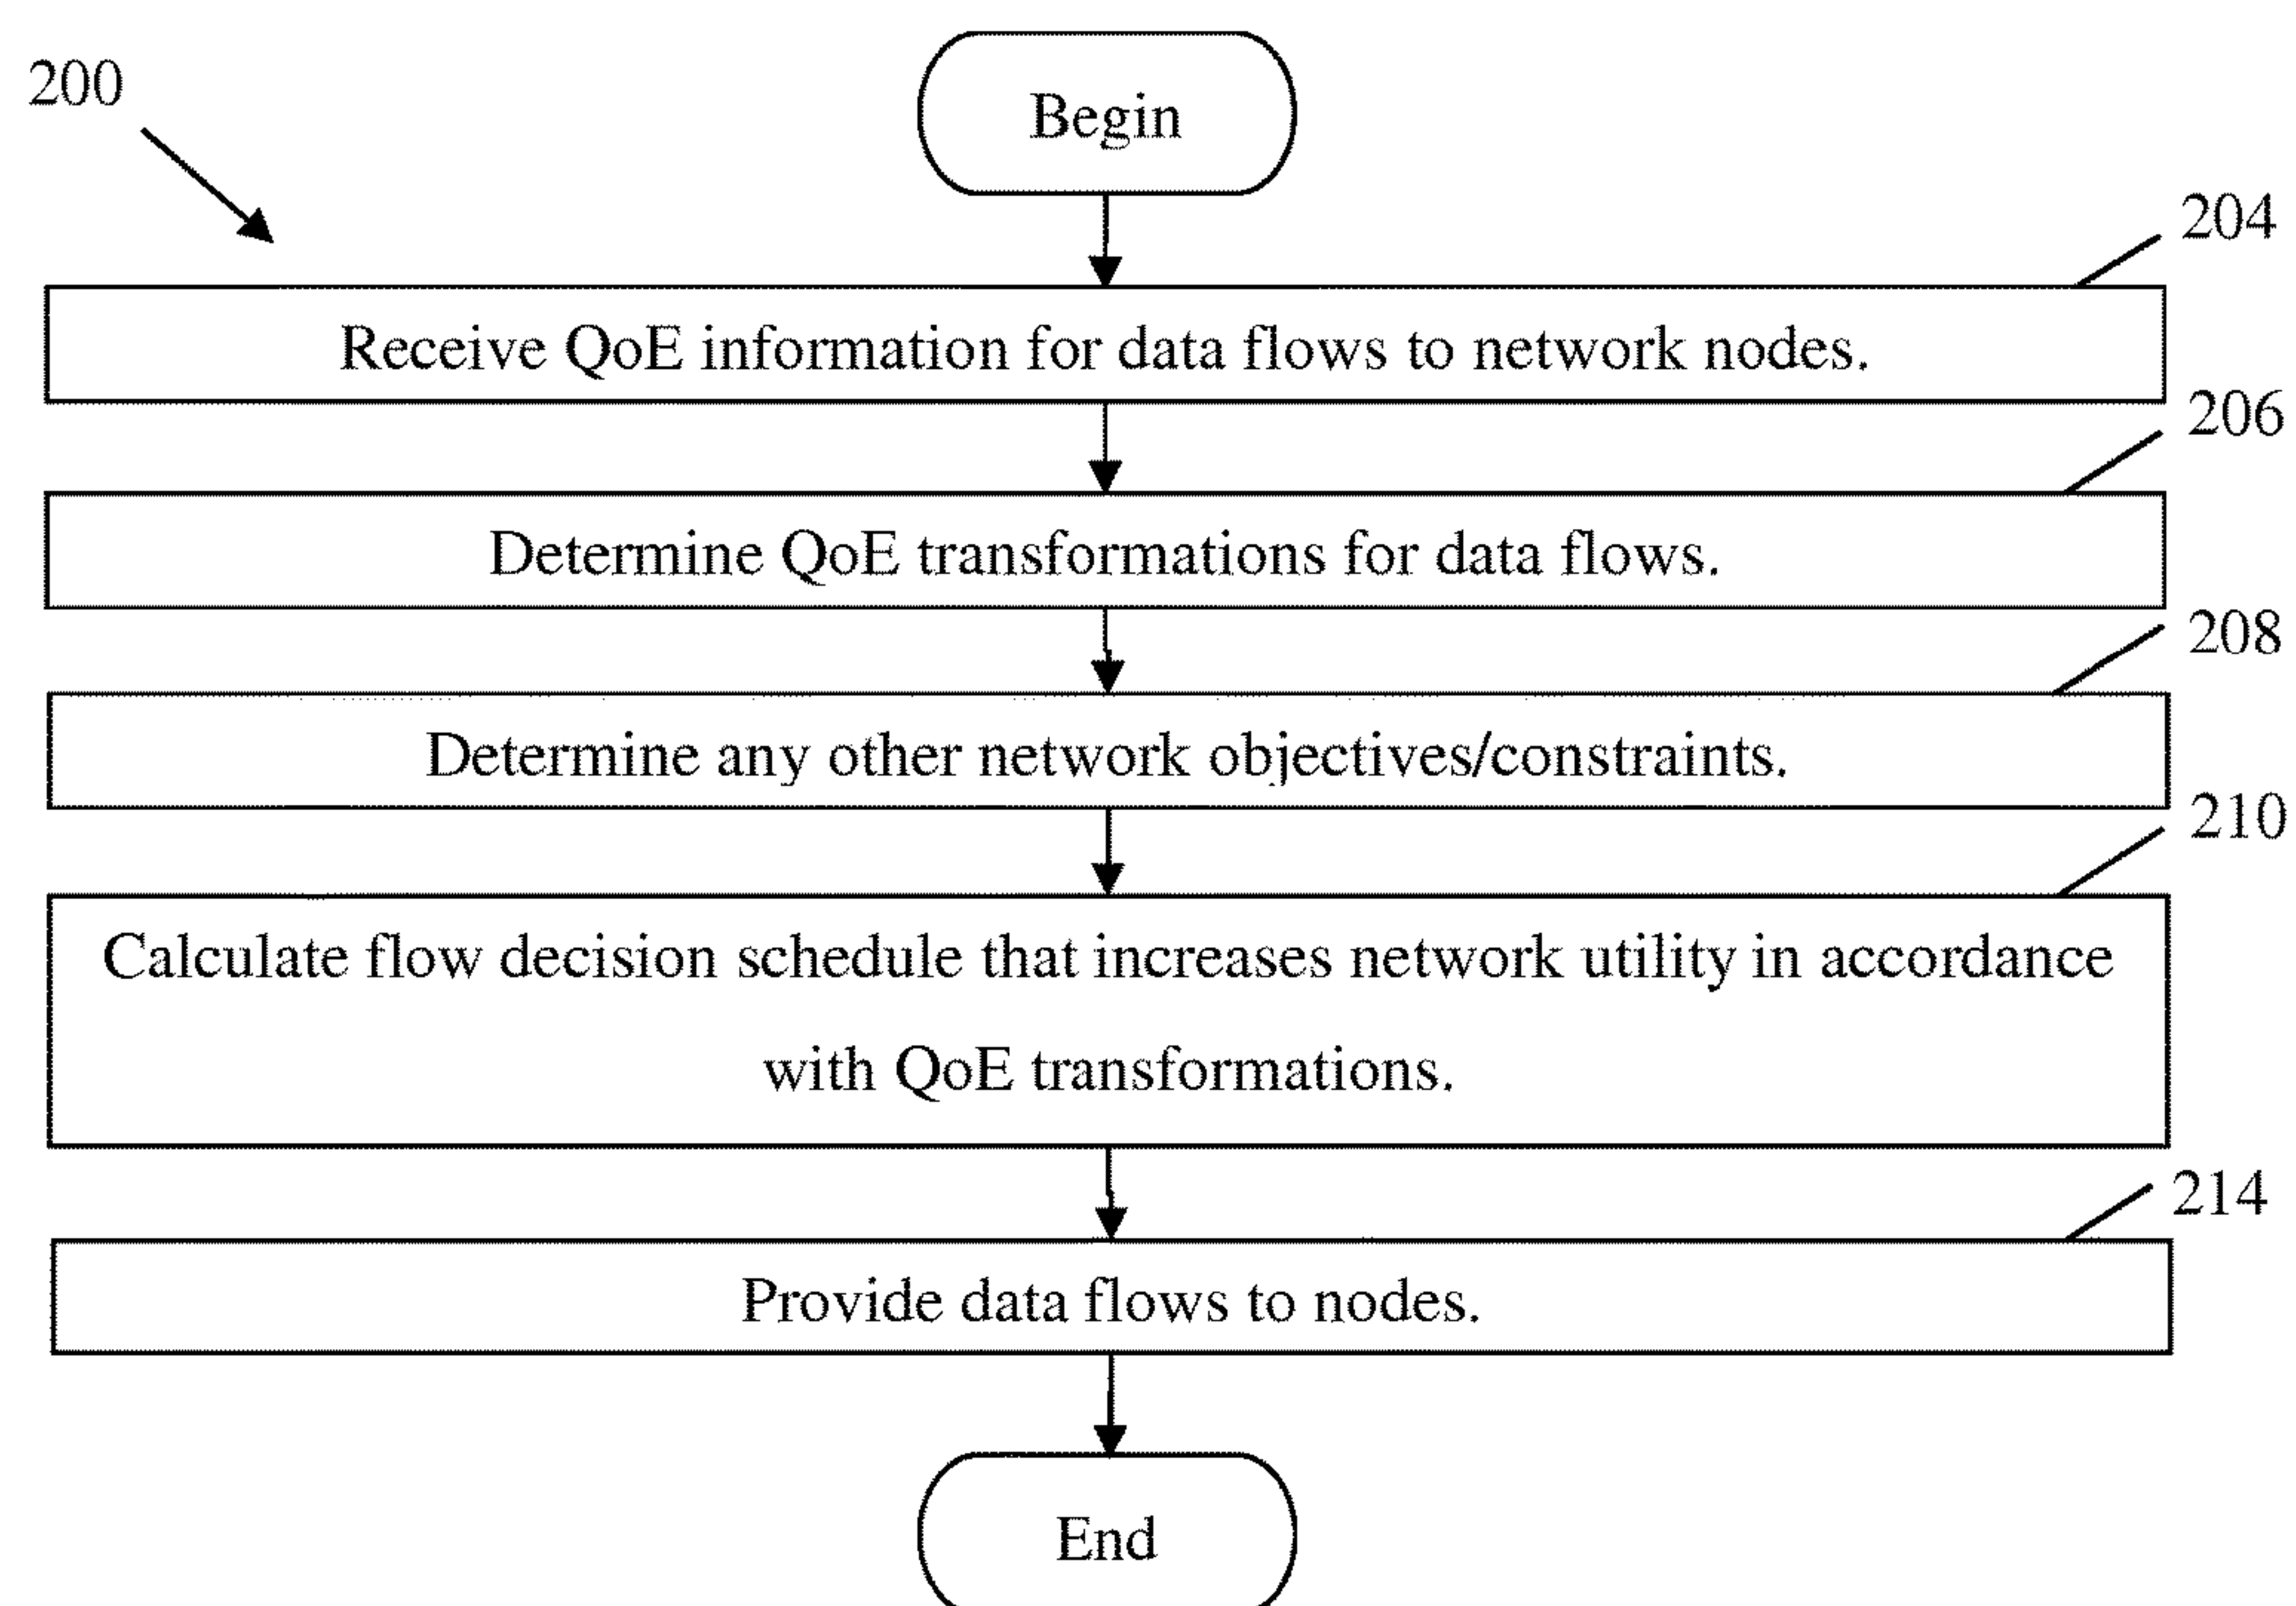 200
Begin
204
Receive QoE information for data flows to network nodes.
206
Determine QoE transformations for data flows.
208
Determine any other network objectives/constraints.
210
Calculate flow decision schedule that increases network utility in accordance
with QoE transformations.
214
Provide data flows to nodes.
End